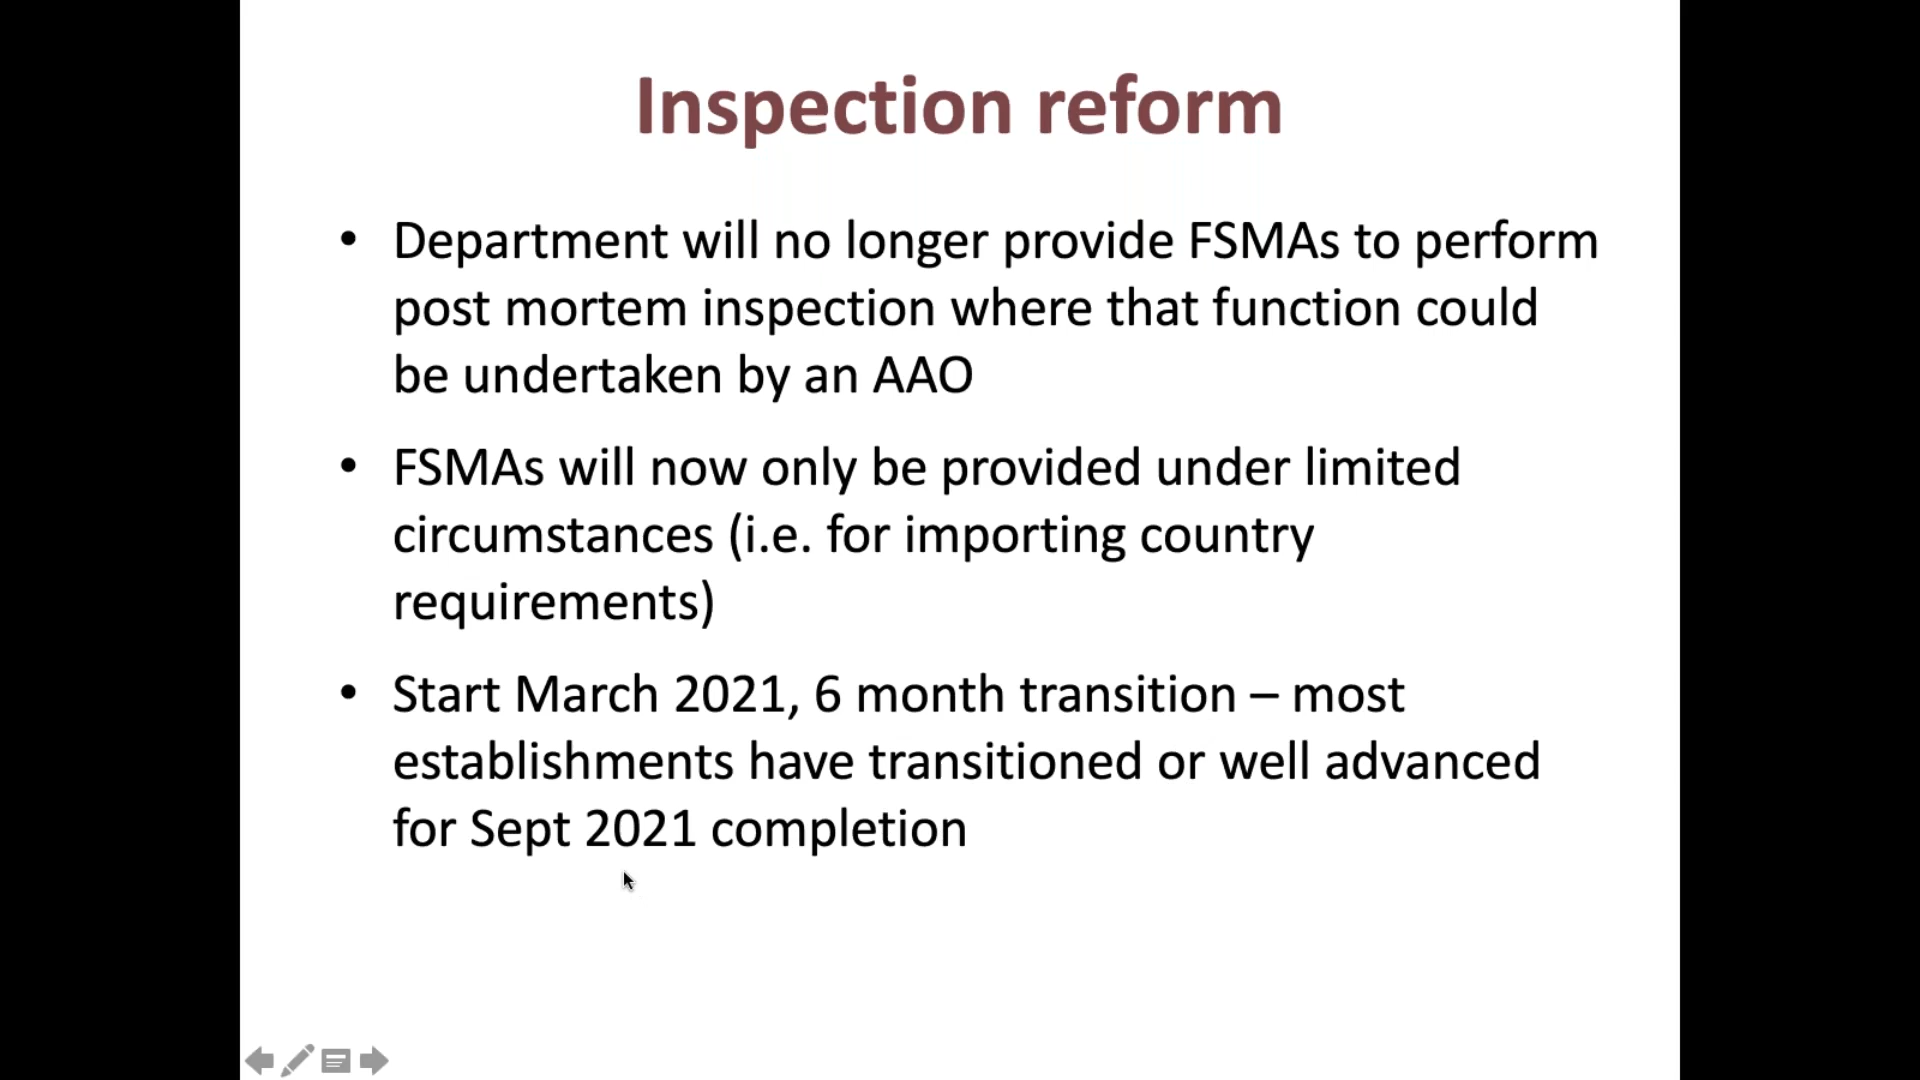 Inspection reform
• Department will no longer provide FSMAs to perform
post mortem inspection where that function could
be undertaken by an AAO
• FSMAs will now only be provided under limited
circumstances (i.e. for importing country
requirements)
• Start March 2021, 6 month transition – most
establishments have transitioned or well advanced
for Sept 2021 completion